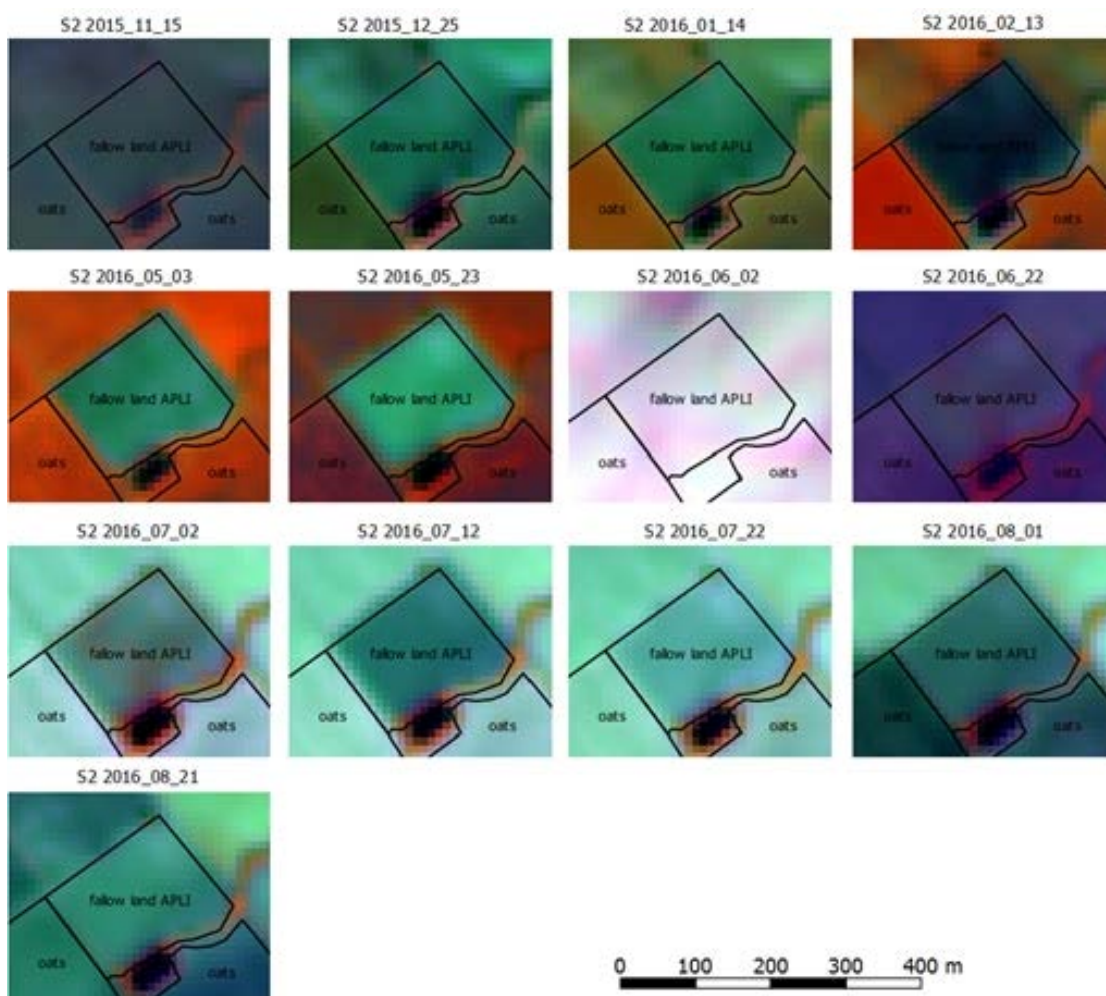 S2 2015_11_15
S2 2015_12_25
S2 2016_01_14
S2 2016_02_13
fallow land APLI
fallow land APLI
fallow land APLI
fallow land APLI
oats
oats
oats
oats
oats
oats
oats
oats
S2 2016_05_03
S2 2016_05_23
S2 2016_06_02
S2 2016_06_22
fallow land APLI
fallow land APLI
fallow land APLI
fallow land APLI
oats
oats
oats
oats
oats
oats
oats
oats
S2 2016_07_02
S2 2016_07_12
S2 2016_07_22
S2 2016_08_01
fallow land APLI
fallow land APLI
fallow land APLI
fallow land APLI
oats
oats
oats
oats
oats
oats
oats
oats
S2 2016_08_21
fallow land APLI
oats
oats
0 100 200 300 400 m